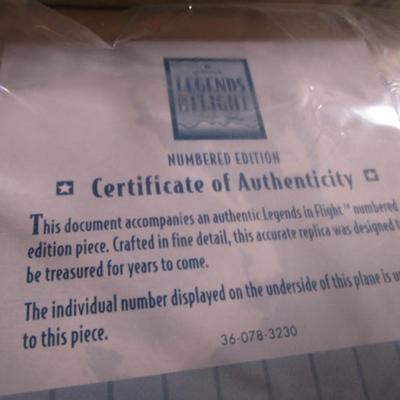 LEGENDS
IN FLIGHT
NUMBERED EDITION
Certificate of Authenticity
This document accompanies an authentic Legends in Flight™ numbered
edition piece. Crafted in fine detail, this accurate replica was designed
be treasured for years to come.
The individual number displayed on the underside of this plane is
to this piece.
36-078-3230